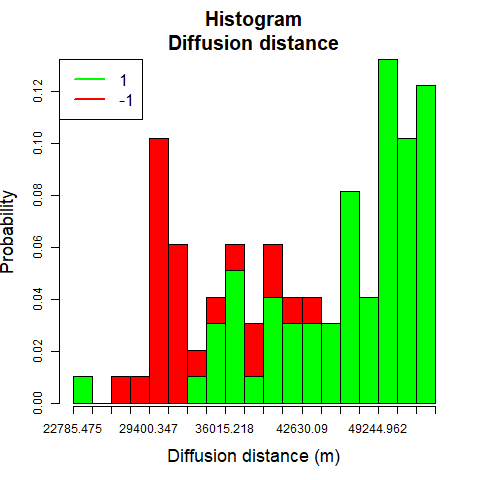 Histogram
Diffusion distance
1
-1
Probability
0.12
0.10
0.08
0.06
0.04
0.02
0.00
22785.475 29400.347 36015.218 42630.09 49244.962
Diffusion distance (m)